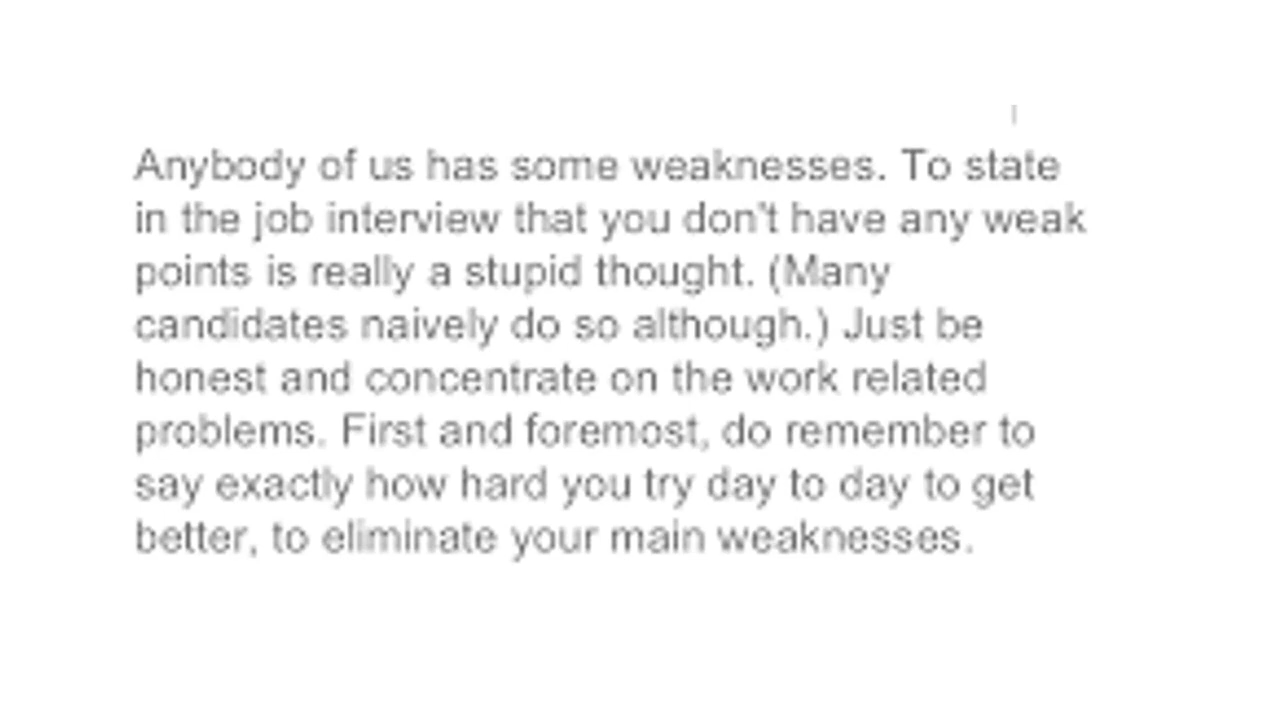 Anybody of us has some weaknesses. To state
in the job interview that you don't have any weak
points is really a stupid thought. (Many
candidates naively do so although.) Just be
honest and concentrate on the work related
problems. First and foremost, do remember to
say exactly how hard you try day to day to get
better, to eliminate your main weaknesses.